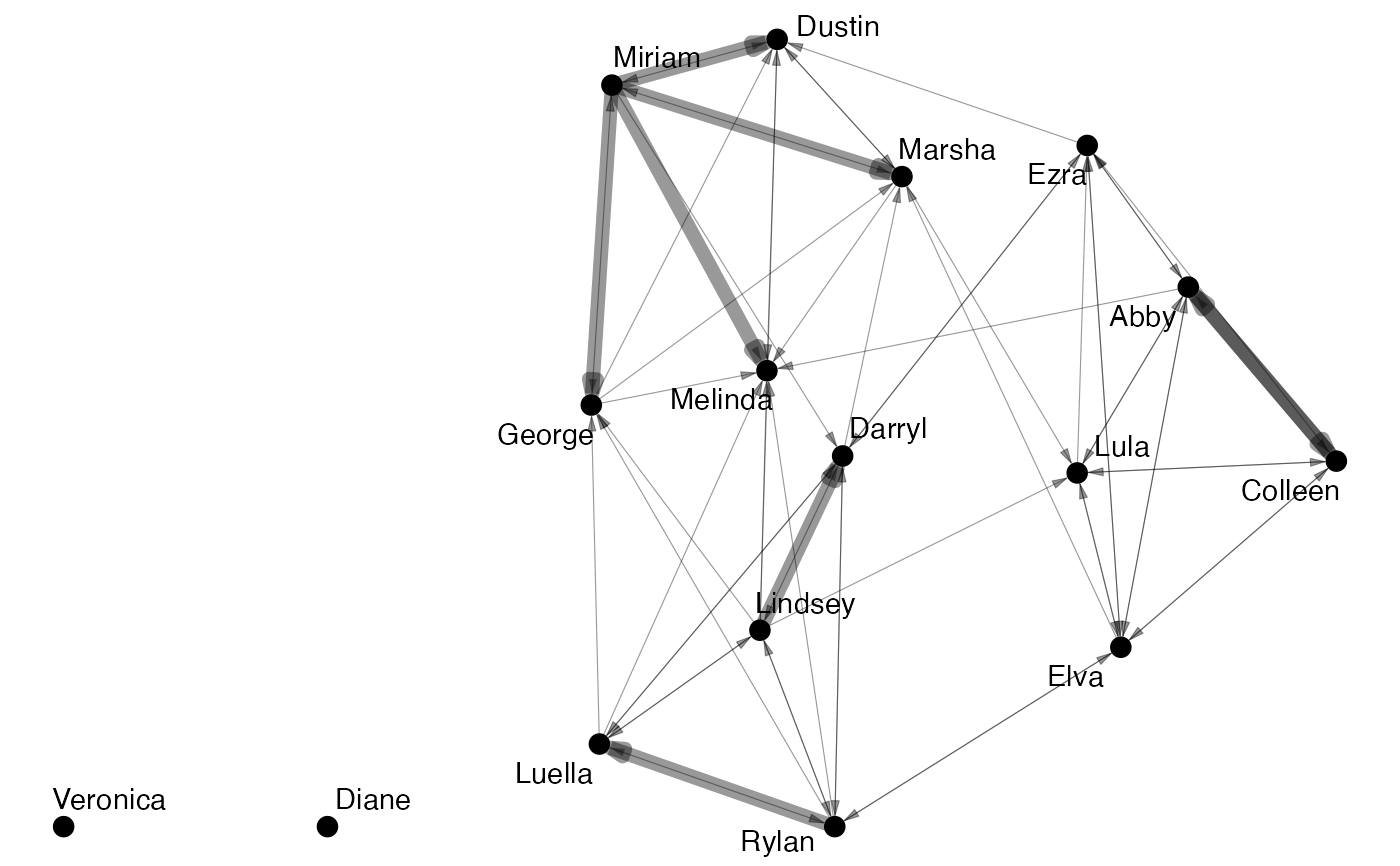 Dustin
Miriam
Marsha
Ezra
Abby
Melinda
George
Darryl
Lula
Colleen
Lindsey
Elva
Luella
Veronica
Diane
Rylan